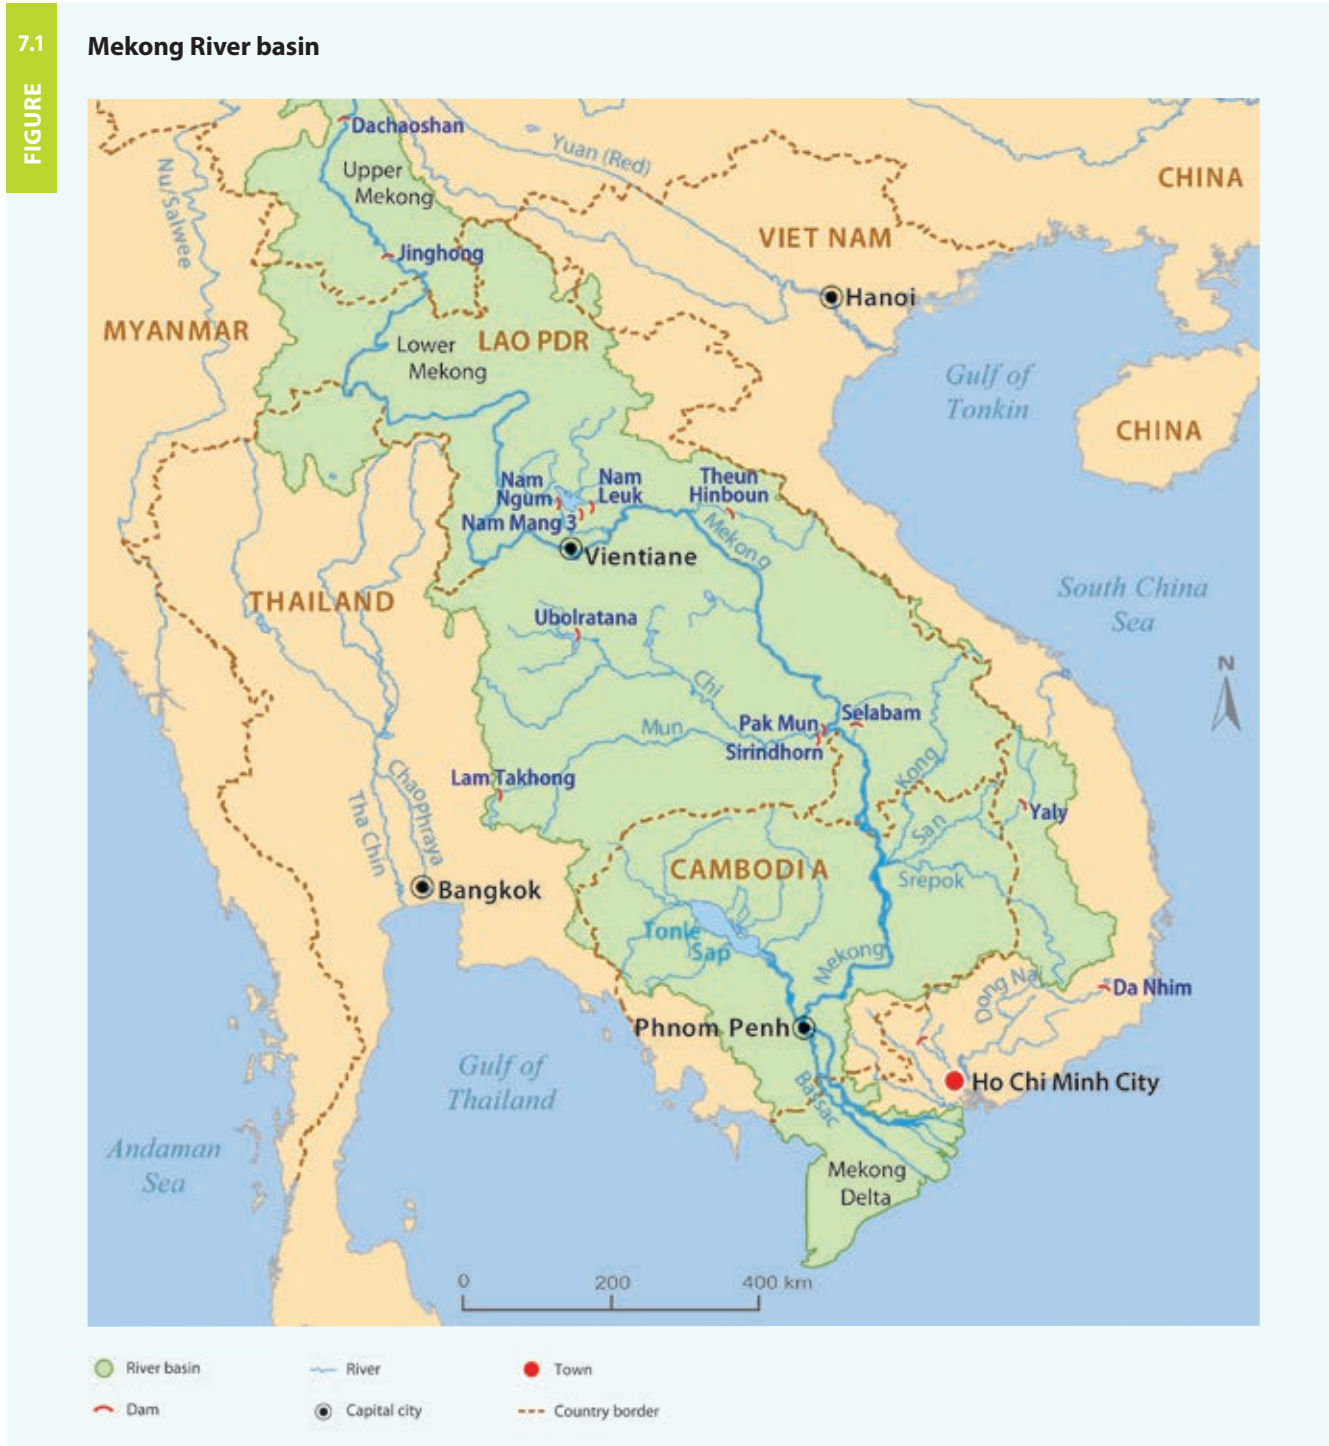 7.1
FIGURE
Mekong River basin
Dachaoshan
Upper
Mekong
Yuan (Red)
CHINA
Nu/Salwee
VIET NAM
Jinghong
Hanoi
MYANMAR
LAO PDR
Lower
Mekong
Gulf of
Tonkin
CHINA
Nam
Ngum
Nam
Leuk
Theun
Hinboun
Nam Mang 3
Mekong
Vientiane
THAILAND
South China
Sea
Ubolratana
N
Chi
Mun
Pak Mun
Selabam
Sirindhorn
Kong
Lam Takhong
Chaophraya
Tha Chin
San
Yaly
CAMBODIA
Srepok
Bangkok
Tonle
Sap
Mekong
Dong Nai
Da Nhim
Phnom Penh
Gulf of
Thailand
Ho Chi Minh City
Bassac
Andaman
Sea
Mekong
Delta
0 200 400 km
River basin River Town
Dam Capital city Country border